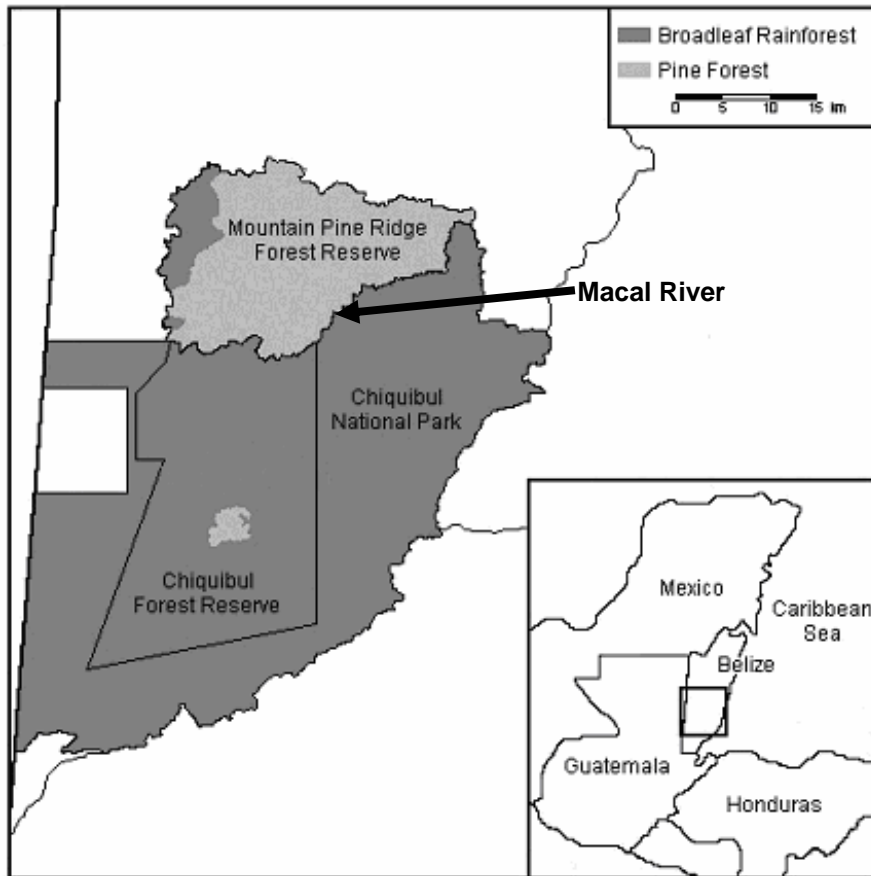 Broadleaf Rainforest
Pine Forest
0 5 10 15 km
Mountain Pine Ridge
Forest Reserve
Macal River
Chiquibul
National Park
Chiquibul
Forest Reserve
Mexico
Caribbean
Sea
Belize
Guatemala
Honduras